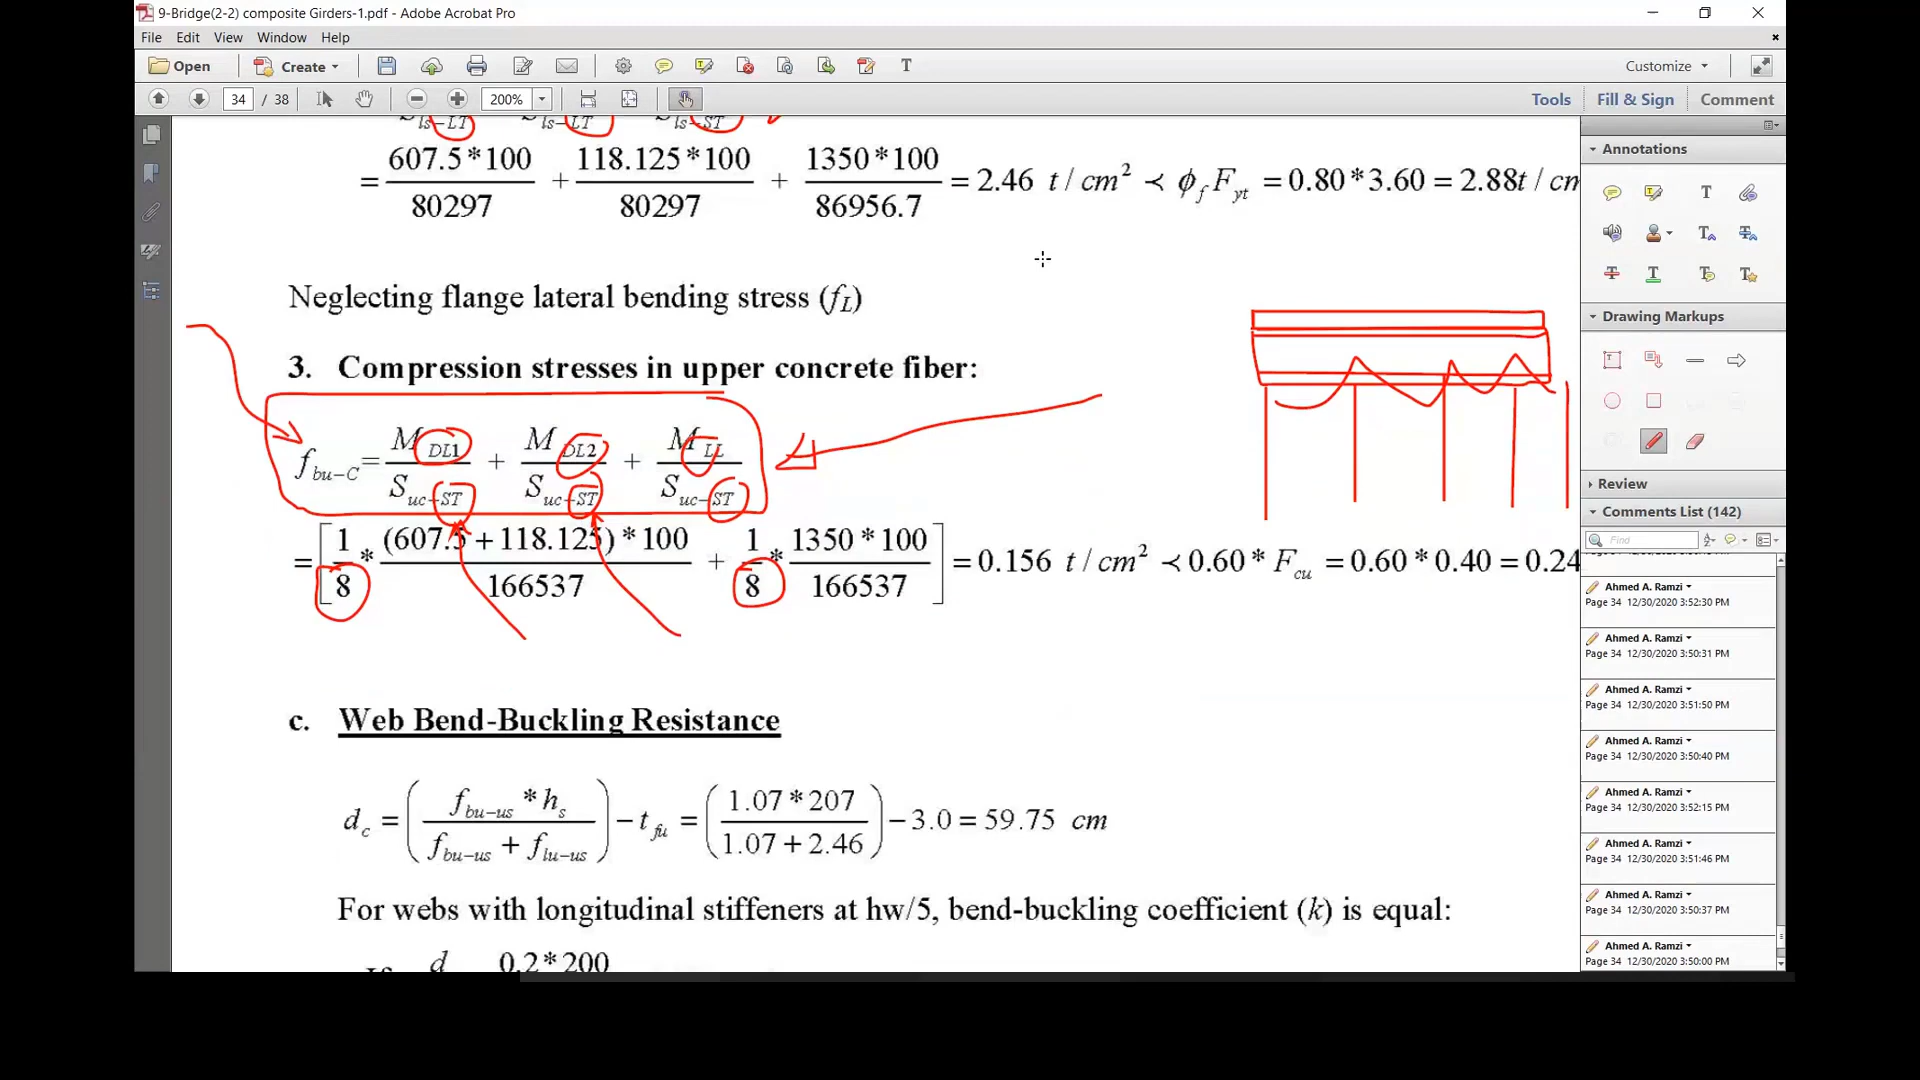 9-Bridge(2-2) composite Girders-1.pdf - Adobe Acrobat Pro
File Edit View Window Help
Open Create Customize
34 / 38 200% Tools Fill & Sign Comment
ls-LT ls-LT ls-ST
= 607.5*100 / 80297 + 118.125*100 / 80297 + 1350*100 / 86956.7 = 2.46 t / cm² ≺ ϕ_f F_yt = 0.80*3.60 = 2.88t / cm
Neglecting flange lateral bending stress (f_L)
3. Compression stresses in upper concrete fiber:
f_bu-C = M_DL1 / S_uc-ST + M_DL2 / S_uc-ST + M_LL / S_uc-ST
= [ 1/8 * (607.5+118.125)*100 / 166537 + 1/8 * 1350*100 / 166537 ] = 0.156 t / cm² ≺ 0.60* F_cu = 0.60*0.40 = 0.24
c. Web Bend-Buckling Resistance
d_c = ( f_bu-us * h_s / f_bu-us + f_lu-us ) - t_fu = ( 1.07*207 / 1.07+2.46 ) - 3.0 = 59.75 cm
For webs with longitudinal stiffeners at hw/5, bend-buckling coefficient (k) is equal:
d 0.2*200
Annotations
Drawing Markups
Review
Comments List (142)
Find
Ahmed A. Ramzi
Page 34 12/30/2020 3:52:30 PM
Ahmed A. Ramzi
Page 34 12/30/2020 3:50:31 PM
Ahmed A. Ramzi
Page 34 12/30/2020 3:51:50 PM
Ahmed A. Ramzi
Page 34 12/30/2020 3:50:40 PM
Ahmed A. Ramzi
Page 34 12/30/2020 3:52:15 PM
Ahmed A. Ramzi
Page 34 12/30/2020 3:51:46 PM
Ahmed A. Ramzi
Page 34 12/30/2020 3:50:37 PM
Ahmed A. Ramzi
Page 34 12/30/2020 3:50:00 PM